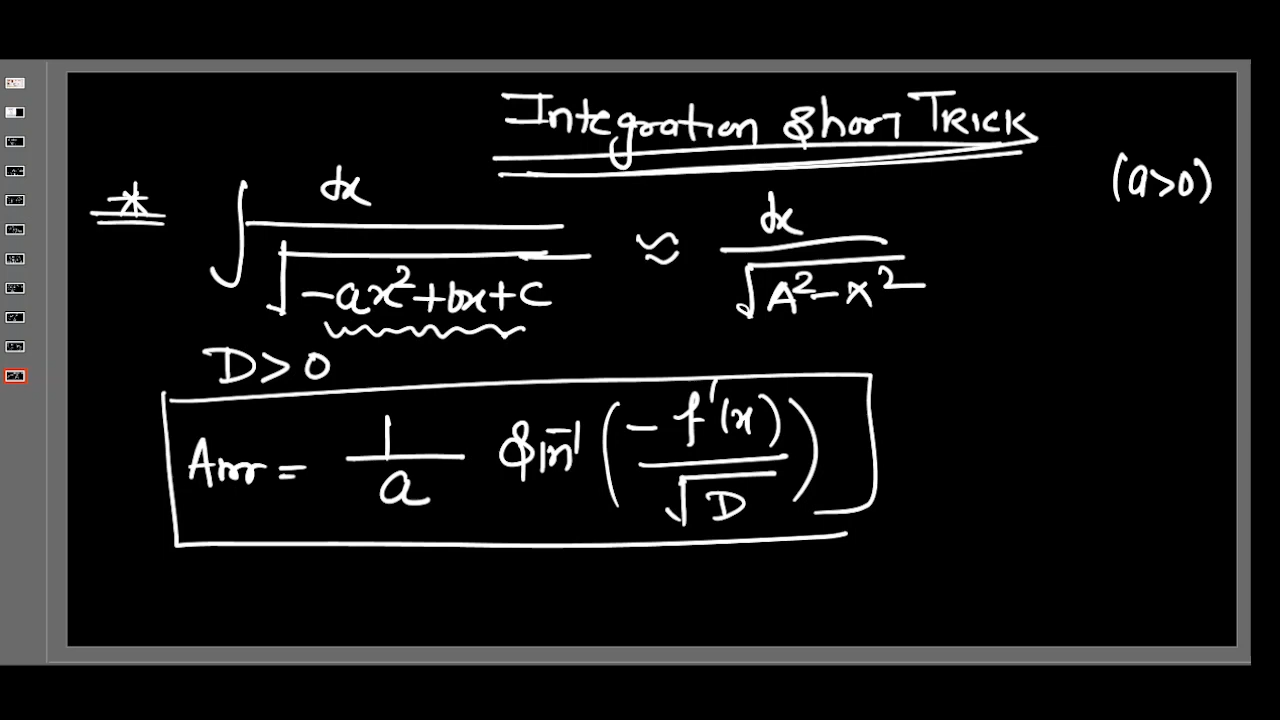 Integration Short TRICK
* ∫ dx / √(-ax²+bx+c) ≈ dx / √(A²-x²) (a>0)
D>0
Ans = 1/a Sin⁻¹ (-f'(x) / √D)